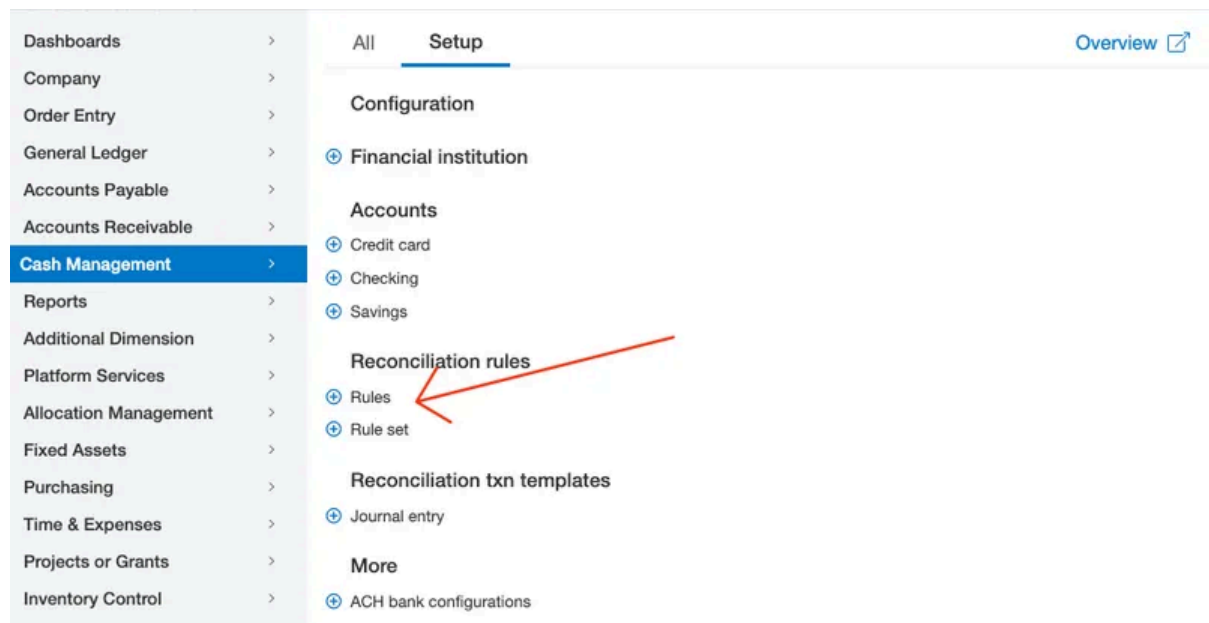 Dashboards
Company
Order Entry
General Ledger
Accounts Payable
Accounts Receivable
Cash Management
Reports
Additional Dimension
Platform Services
Allocation Management
Fixed Assets
Purchasing
Time & Expenses
Projects or Grants
Inventory Control
All Setup Overview
Configuration
Financial institution
Accounts
Credit card
Checking
Savings
Reconciliation rules
Rules
Rule set
Reconciliation txn templates
Journal entry
More
ACH bank configurations